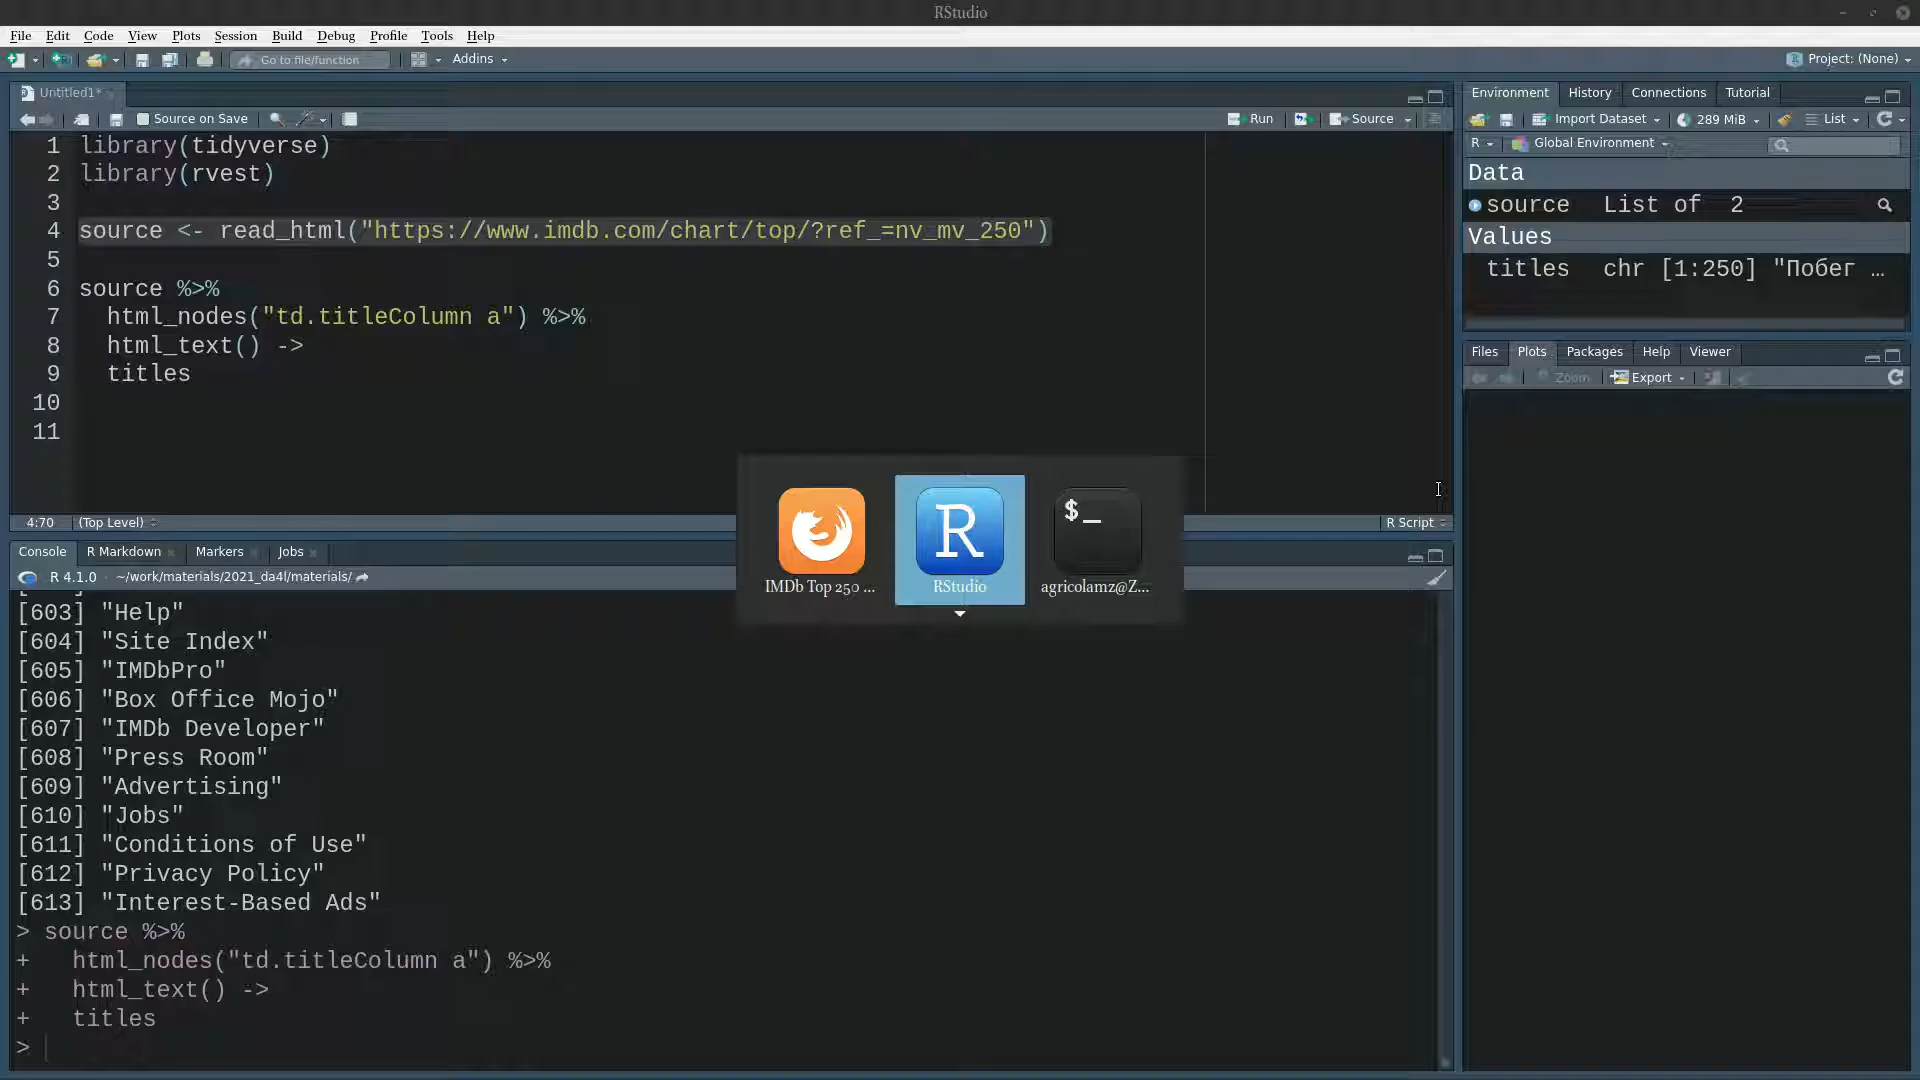 RStudio
File Edit Code View Plots Session Build Debug Profile Tools Help
Go to file/function
Addins
Project: (None)
Untitled1*
Source on Save
Run
Source
1 library(tidyverse)
2 library(rvest)
3
4 source <- read_html("https://www.imdb.com/chart/top/?ref_=nv_mv_250")
5
6 source %>%
7 html_nodes("td.titleColumn a") %>%
8 html_text() ->
9 titles
10
11
4:70 (Top Level)
R Script
Environment History Connections Tutorial
Import Dataset
289 MiB
List
R
Global Environment
Data
source List of 2
Values
titles chr [1:250] "Побег …
Files Plots Packages Help Viewer
Zoom
Export
IMDb Top 250 ...
R
RStudio
$_
agricolamz@Z...
Console R Markdown Markers Jobs
R 4.1.0 · ~/work/materials/2021_da4l/materials/
[603] "Help"
[604] "Site Index"
[605] "IMDbPro"
[606] "Box Office Mojo"
[607] "IMDb Developer"
[608] "Press Room"
[609] "Advertising"
[610] "Jobs"
[611] "Conditions of Use"
[612] "Privacy Policy"
[613] "Interest-Based Ads"
> source %>%
+ html_nodes("td.titleColumn a") %>%
+ html_text() ->
+ titles
>